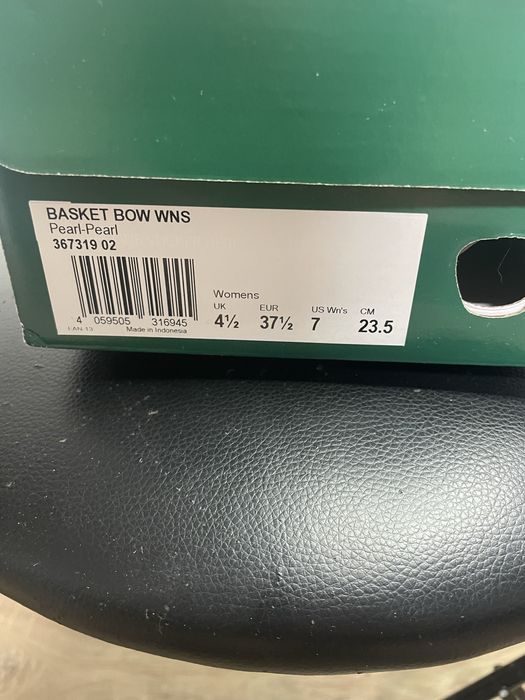 BASKET BOW WNS
Pearl-Pearl
367319 02
4 059505 316945
EAN 13 Made in Indonesia
Womens
UK EUR US Wn's CM
4½ 37½ 7 23.5